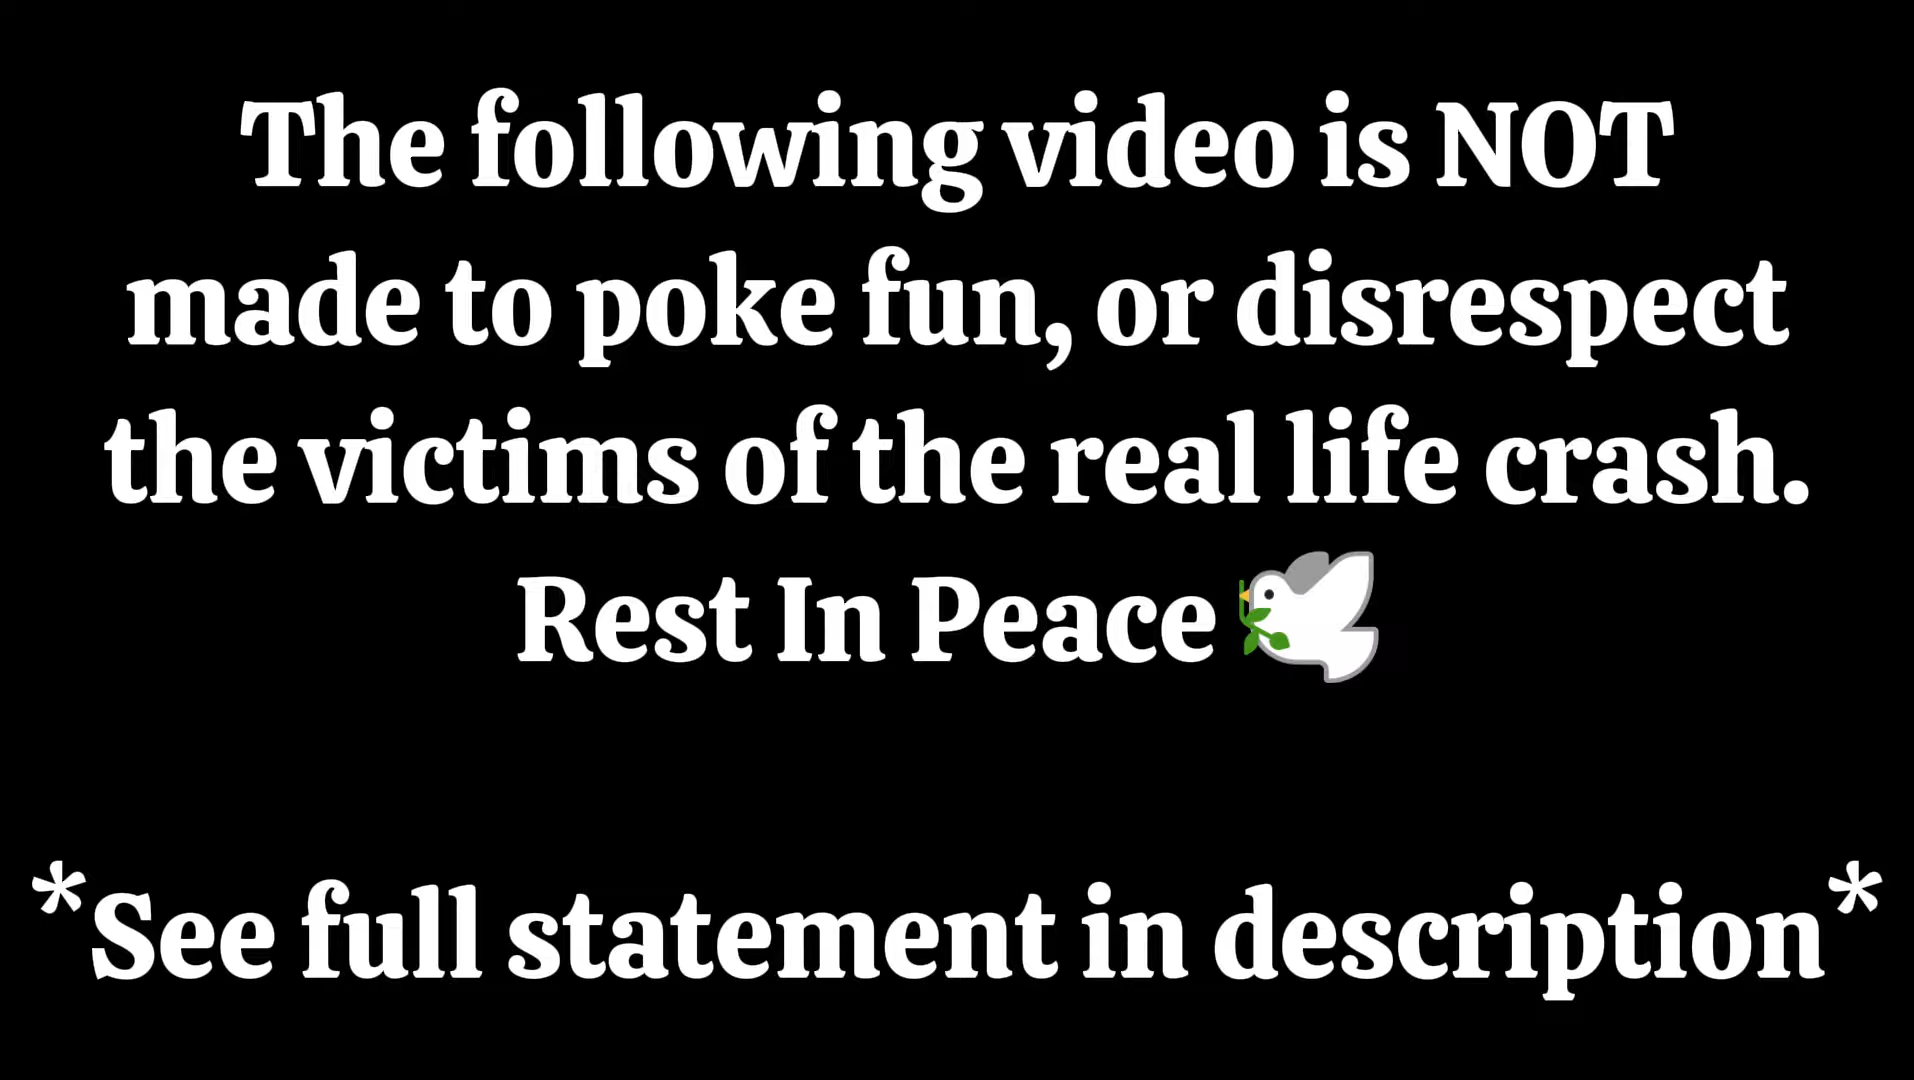 The following video is NOT
made to poke fun, or disrespect
the victims of the real life crash.
Rest In Peace 🕊️
*See full statement in description*